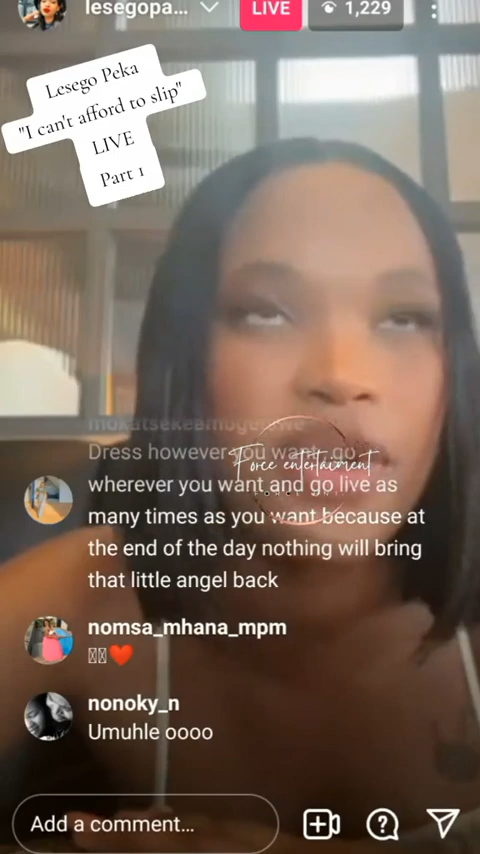 lesegopa...
LIVE
1,229
Lesego Peka
"I can't afford to slip"
LIVE
Part 1
Dress however you want, go
wherever you want and go live as
many times as you want because at
the end of the day nothing will bring
that little angel back
Force entertainment
nomsa_mhana_mpm
❤️
nonoky_n
Umuhle oooo
Add a comment...